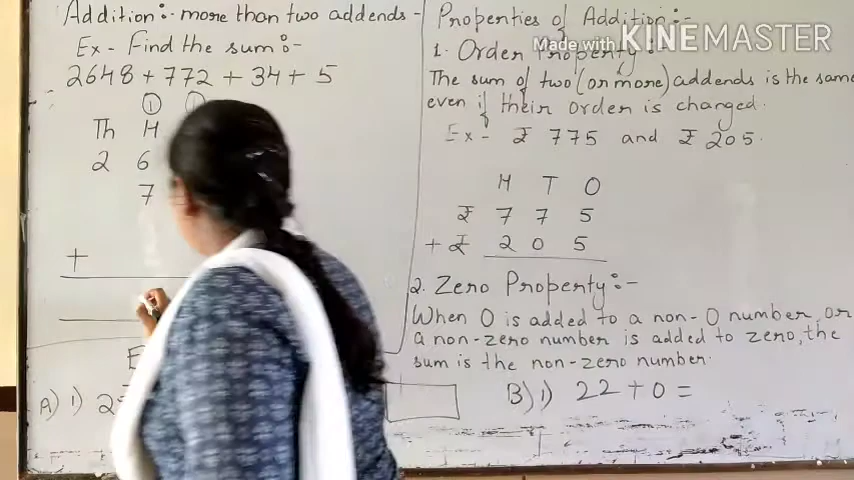 Addition:- more than two addends -
Ex - Find the sum:-
2648 + 772 + 34 + 5
1 1
Th H
2 6
7
+
E
A) 1) 2
Properties of Addition:-
1. Order Property:-
The sum of two (or more) addends is the same
even if their order is changed.
Ex - ₹ 775 and ₹ 205.
H T O
₹ 7 7 5
+ ₹ 2 0 5
2. Zero Property:-
When 0 is added to a non-0 number, or
a non-zero number is added to zero, the
sum is the non-zero number.
B) 1) 22 + 0 =
Made with KINEMASTER